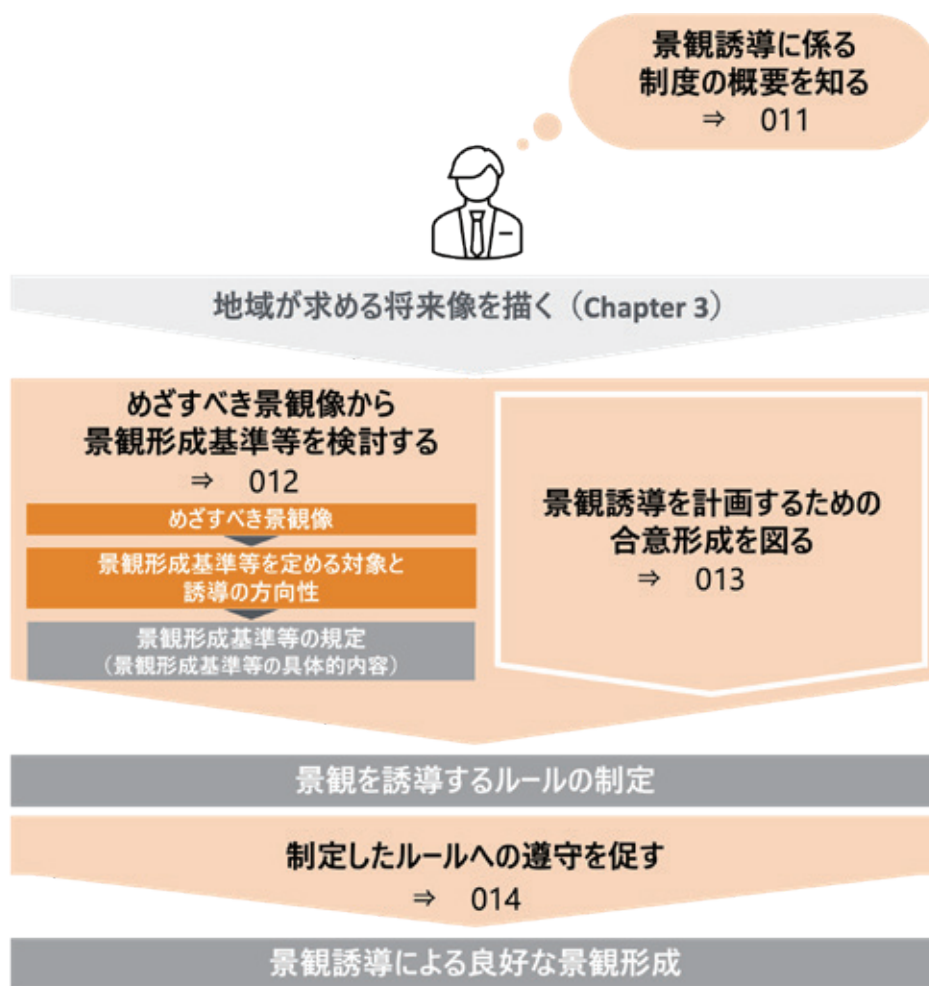 景観誘導に係る
制度の概要を知る
⇒ 011
地域が求める将来像を描く（Chapter 3）
めざすべき景観像から
景観形成基準等を検討する
⇒ 012
めざすべき景観像
景観形成基準等を定める対象と
誘導の方向性
景観形成基準等の規定
（景観形成基準等の具体的内容）
景観誘導を計画するための
合意形成を図る
⇒ 013
景観を誘導するルールの制定
制定したルールへの遵守を促す
⇒ 014
景観誘導による良好な景観形成